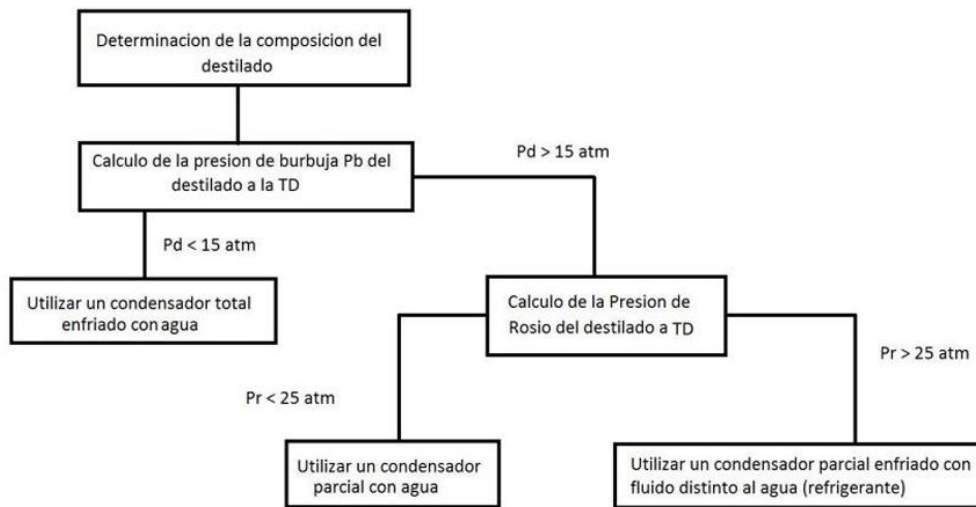 Determinacion de la composicion del
destilado
Calculo de la presion de burbuja Pb del
destilado a la TD
Pd > 15 atm
Pd < 15 atm
Utilizar un condensador total
enfriado con agua
Calculo de la Presion de
Rosio del destilado a TD
Pr < 25 atm
Pr > 25 atm
Utilizar un condensador
parcial con agua
Utilizar un condensador parcial enfriado con
fluido distinto al agua (refrigerante)